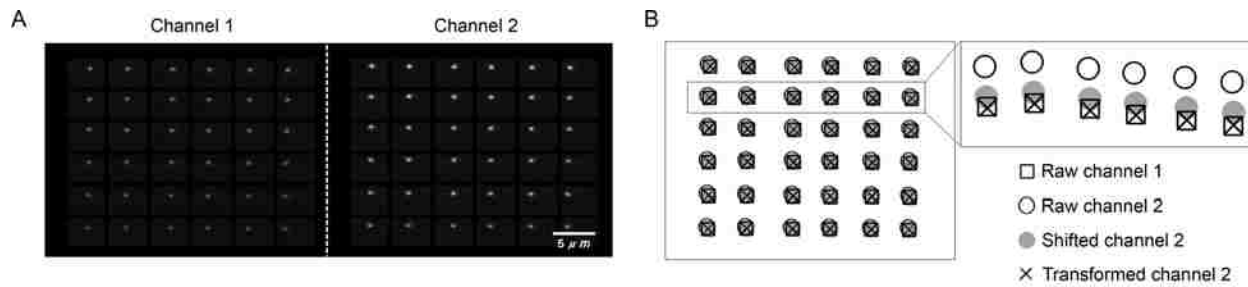 A
Channel 1
Channel 2
5 μm
B
Raw channel 1
Raw channel 2
Shifted channel 2
Transformed channel 2